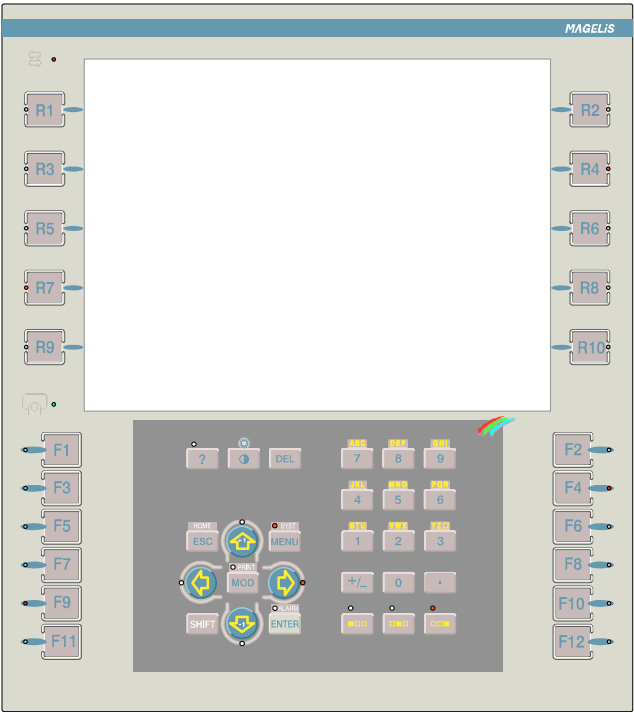 MAGELiS
R1 R2
R3 R4
R5 R6
R7 R8
R9 R10
F1 F2
F3 F4
F5 F6
F7 F8
F9 F10
F11 F12
ABC DEF GHI
? DEL 7 8 9
JKL MNO PQR
4 5 6
HOME SYST STU VWX YZ
ESC +1 MENU 1 2 3
PRINT
MOD +/_ 0 .
ALARM
SHIFT -1 ENTER